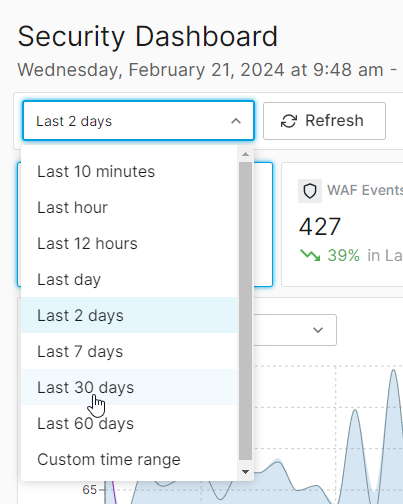 Security Dashboard
Wednesday, February 21, 2024 at 9:48 am -
Last 2 days
Refresh
Last 10 minutes
Last hour
Last 12 hours
Last day
Last 2 days
Last 7 days
Last 30 days
Last 60 days
Custom time range
WAF Events
427
39% in La
65